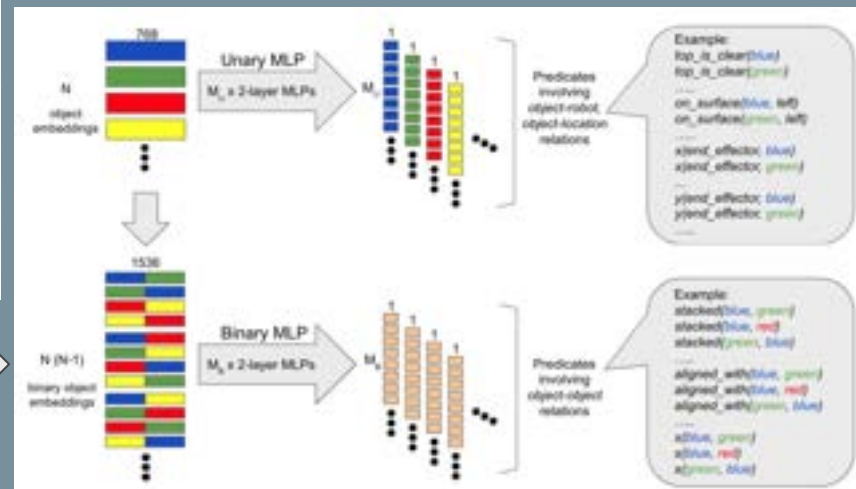 768
N
object
embeddings
Unary MLP
Mᵤ x 2-layer MLPs
Mᵤ
1
1
1
1
Predicates
involving
object-robot,
object-location
relations
Example:
top_is_clear(blue)
top_is_clear(green)
.....
on_surface(blue, left)
on_surface(green, left)
.....
x(end_effector, blue)
x(end_effector, green)
...
y(end_effector, blue)
y(end_effector, green)
.....
1536
N (N-1)
binary object
embeddings
Binary MLP
M_B x 2-layer MLPs
M_B
1
1
1
1
Predicates
involving
object-object
relations
Example:
stacked(blue, green)
stacked(blue, red)
stacked(green, blue)
.....
aligned_with(blue, green)
aligned_with(blue, red)
aligned_with(green, blue)
.....
x(blue, green)
x(blue, red)
x(green, blue)